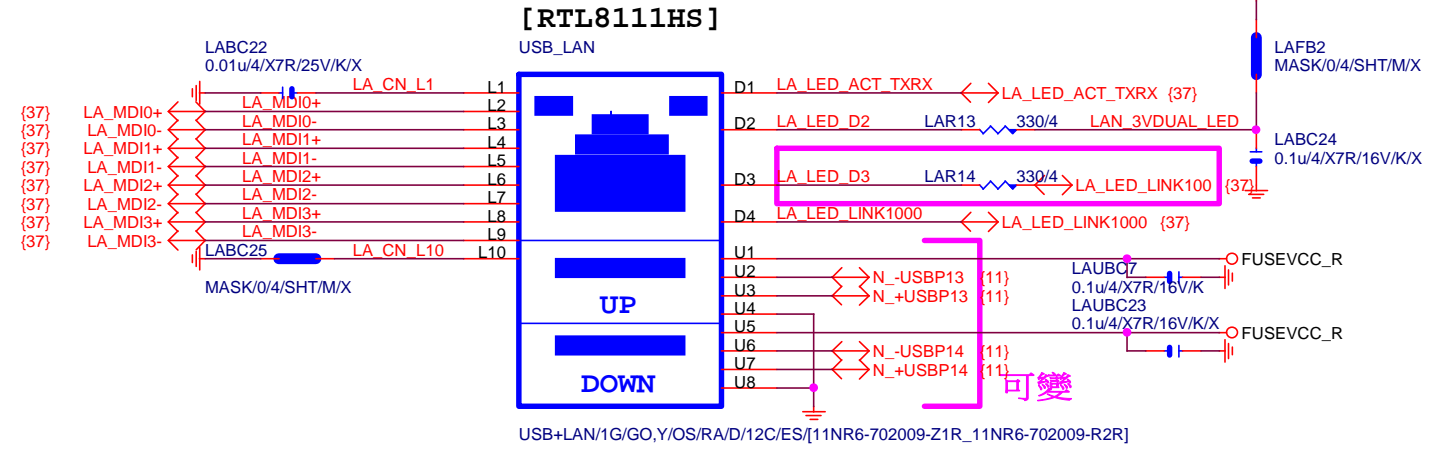 [RTL8111HS]
USB_LAN
LABC22
0.01u/4/X7R/25V/K/X
LA_CN_L1
L1
{37} LA_MDI0+ LA_MDI0+ L2
{37} LA_MDI0- LA_MDI0- L3
{37} LA_MDI1+ LA_MDI1+ L4
{37} LA_MDI1- LA_MDI1- L5
{37} LA_MDI2+ LA_MDI2+ L6
{37} LA_MDI2- LA_MDI2- L7
{37} LA_MDI3+ LA_MDI3+ L8
{37} LA_MDI3- LA_MDI3- L9
LABC25 LA_CN_L10 L10
MASK/0/4/SHT/M/X
UP
DOWN
D1 LA_LED_ACT_TXRX LA_LED_ACT_TXRX {37}
D2 LA_LED_D2 LAR13 330/4 LAN_3VDUAL_LED
D3 LA_LED_D3 LAR14 330/4 LA_LED_LINK100 {37}
D4 LA_LED_LINK1000 LA_LED_LINK1000 {37}
LAFB2
MASK/0/4/SHT/M/X
LABC24
0.1u/4/X7R/16V/K/X
U1 FUSEVCC_R
U2 N_-USBP13 {11}
U3 N_+USBP13 {11}
U4
U5 FUSEVCC_R
U6 N_-USBP14 {11}
U7 N_+USBP14 {11}
U8
LAUBC7
0.1u/4/X7R/16V/K
LAUBC23
0.1u/4/X7R/16V/K/X
可變
USB+LAN/1G/GO,Y/OS/RA/D/12C/ES/[11NR6-702009-Z1R_11NR6-702009-R2R]